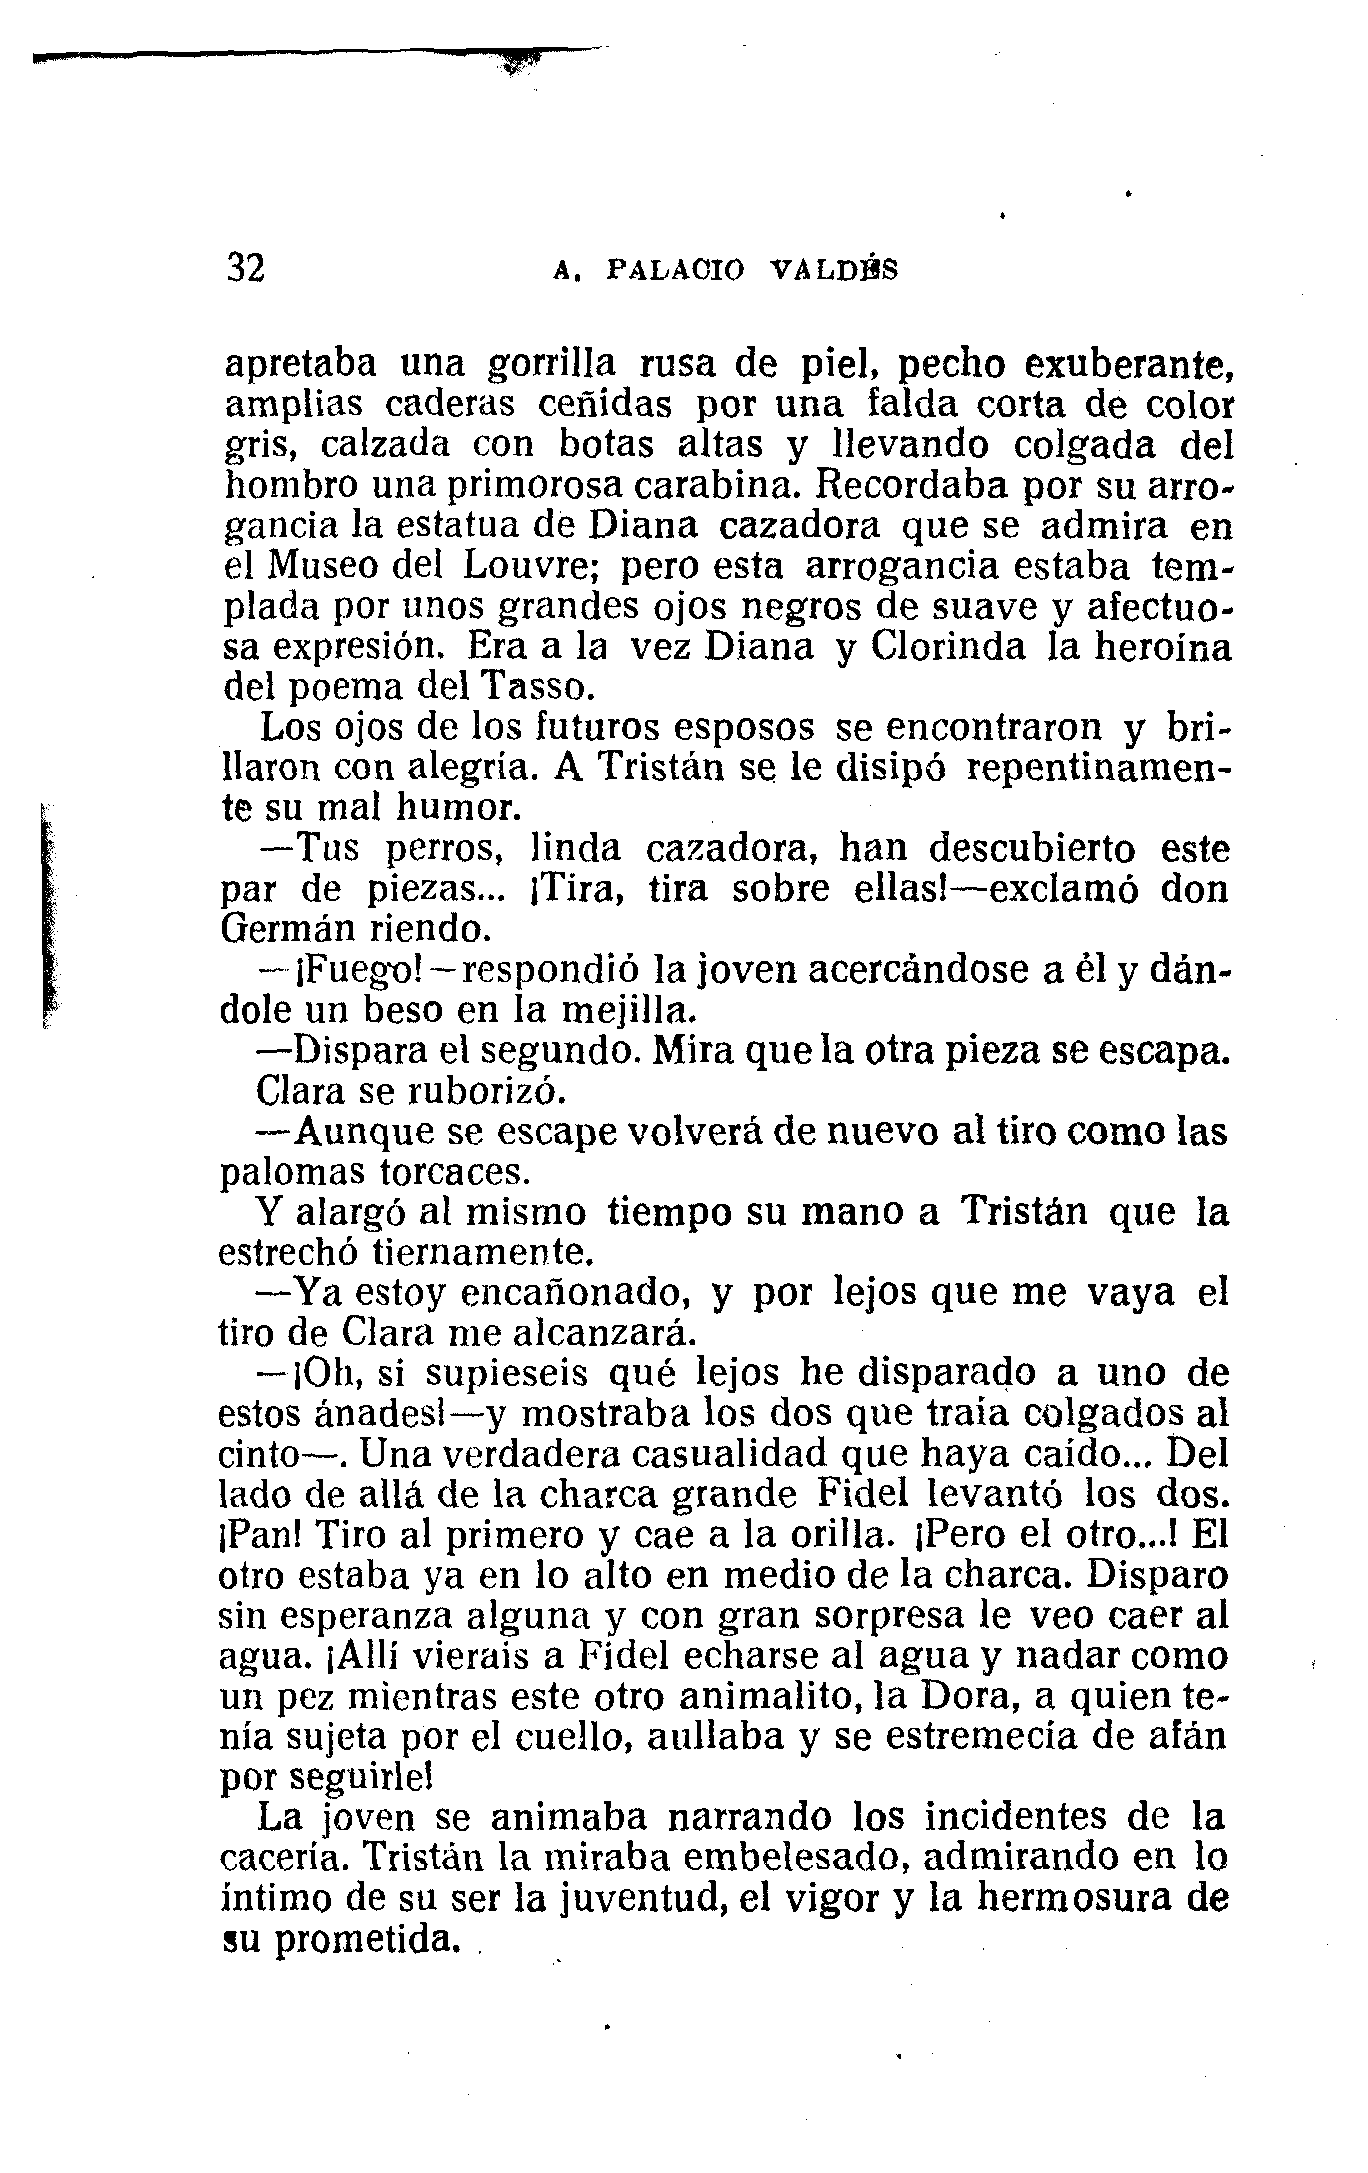 32 A. PALACIO VALDÉS
apretaba una gorrilla rusa de piel, pecho exuberante,
amplias caderas ceñidas por una falda corta de color
gris, calzada con botas altas y llevando colgada del
hombro una primorosa carabina. Recordaba por su arro-
gancia la estatua de Diana cazadora que se admira en
el Museo del Louvre; pero esta arrogancia estaba tem-
plada por unos grandes ojos negros de suave y afectuo-
sa expresión. Era a la vez Diana y Clorinda la heroína
del poema del Tasso.
Los ojos de los futuros esposos se encontraron y bri-
llaron con alegría. A Tristán se le disipó repentinamen-
te su mal humor.
—Tus perros, linda cazadora, han descubierto este
par de piezas... ¡Tira, tira sobre ellas!—exclamó don
Germán riendo.
—¡Fuego!—respondió la joven acercándose a él y dán-
dole un beso en la mejilla.
—Dispara el segundo. Mira que la otra pieza se escapa.
Clara se ruborizó.
—Aunque se escape volverá de nuevo al tiro como las
palomas torcaces.
Y alargó al mismo tiempo su mano a Tristán que la
estrechó tiernamente.
—Ya estoy encañonado, y por lejos que me vaya el
tiro de Clara me alcanzará.
—¡Oh, si supieseis qué lejos he disparado a uno de
estos ánades!—y mostraba los dos que traía colgados al
cinto—. Una verdadera casualidad que haya caído... Del
lado de allá de la charca grande Fidel levantó los dos.
¡Pan! Tiro al primero y cae a la orilla. ¡Pero el otro...! El
otro estaba ya en lo alto en medio de la charca. Disparo
sin esperanza alguna y con gran sorpresa le veo caer al
agua. ¡Allí vierais a Fidel echarse al agua y nadar como
un pez mientras este otro animalito, la Dora, a quien te-
nía sujeta por el cuello, aullaba y se estremecía de afán
por seguirle!
La joven se animaba narrando los incidentes de la
cacería. Tristán la miraba embelesado, admirando en lo
íntimo de su ser la juventud, el vigor y la hermosura de
su prometida.